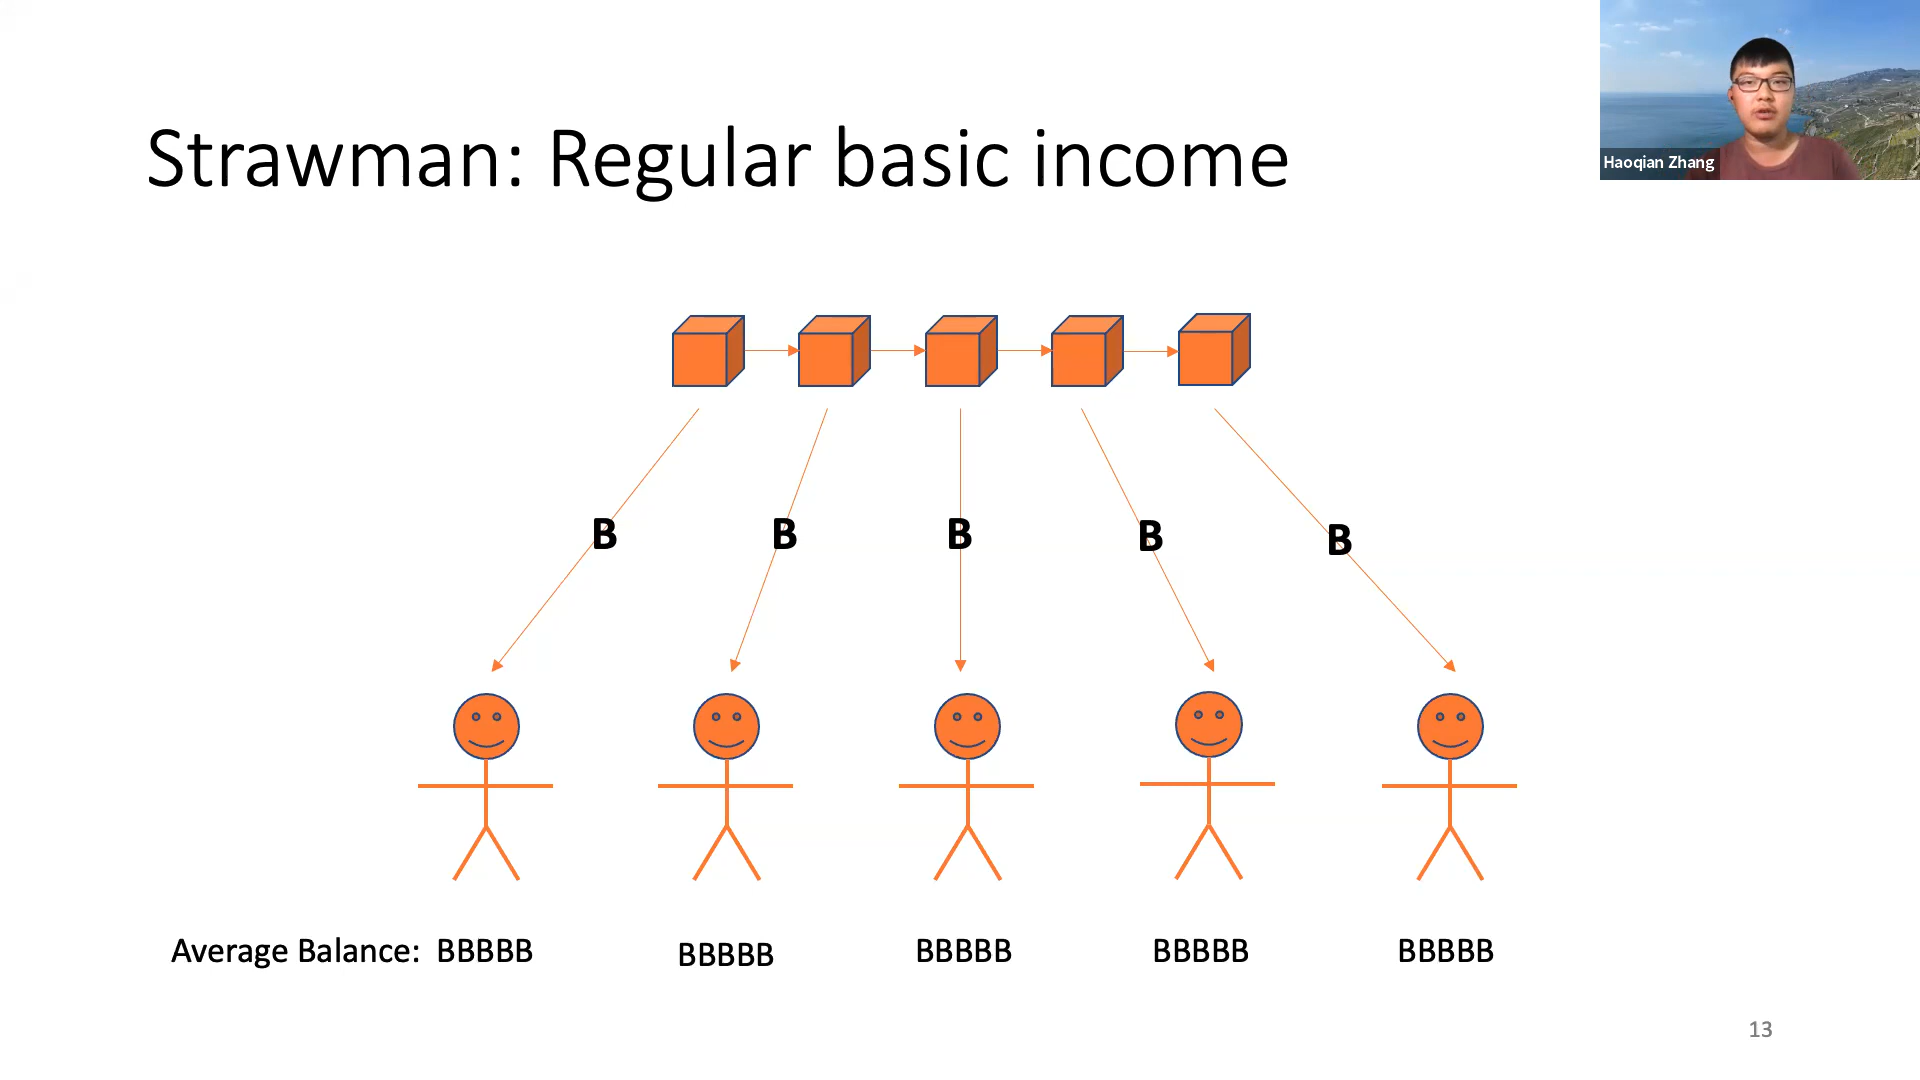 Haoqian Zhang
Strawman: Regular basic income
B B B B B
Average Balance: BBBBB BBBBB BBBBB BBBBB BBBBB
13